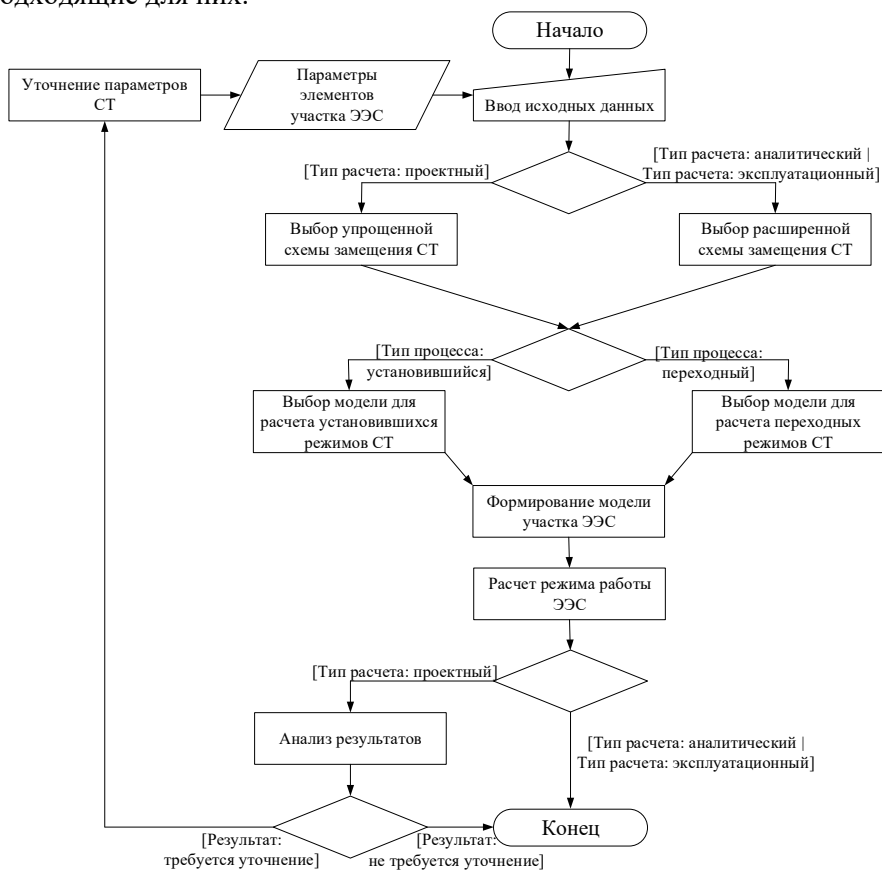 одходящие для них.
Начало
Уточнение параметров
СТ
Параметры
элементов
участка ЭЭС
Ввод исходных данных
[Тип расчета: проектный]
[Тип расчета: аналитический |
Тип расчета: эксплуатационный]
Выбор упрощенной
схемы замещения СТ
Выбор расширенной
схемы замещения СТ
[Тип процесса:
установившийся]
[Тип процесса:
переходный]
Выбор модели для
расчета установившихся
режимов СТ
Выбор модели для
расчета переходных
режимов СТ
Формирование модели
участка ЭЭС
Расчет режима работы
ЭЭС
[Тип расчета: проектный]
Анализ результатов
[Тип расчета: аналитический |
Тип расчета: эксплуатационный]
Конец
[Результат:
требуется уточнение]
[Результат:
не требуется уточнение]